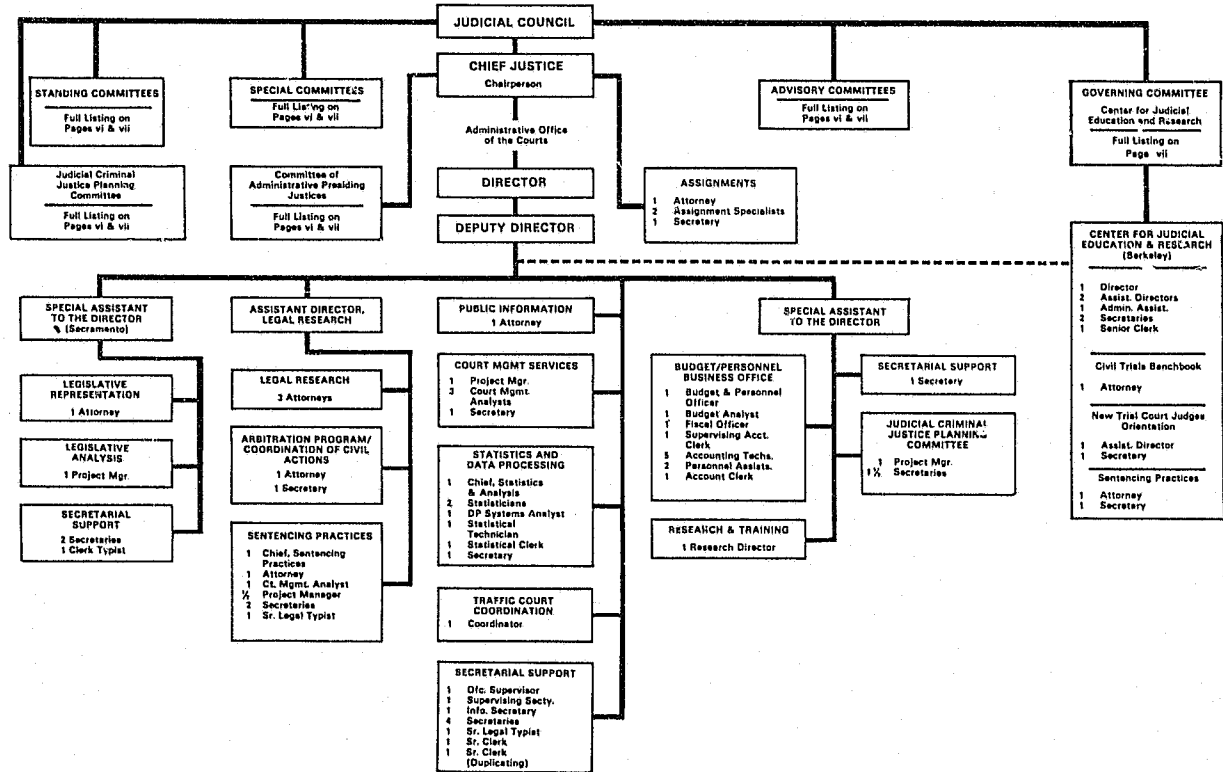 JUDICIAL COUNCIL
CHIEF JUSTICE
Chairperson
STANDING COMMITTEES
Full Listing on
Pages vi & vii
SPECIAL COMMITTEES
Full Listing on
Pages vi & vii
ADVISORY COMMITTEES
Full Listing on
Pages vi & vii
GOVERNING COMMITTEE
Center for Judicial
Education and Research
Full Listing on
Page vii
Administrative Office
of the Courts
Judicial Criminal
Justice Planning
Committee
Full Listing on
Pages vi & vii
Committee of
Administrative Presiding
Justices
Full Listing on
Pages vi & vii
DIRECTOR
DEPUTY DIRECTOR
ASSIGNMENTS
1 Attorney
2 Assignment Specialists
1 Secretary
CENTER FOR JUDICIAL
EDUCATION & RESEARCH
(Berkeley)
1 Director
2 Assist. Directors
1 Admin. Assist.
2 Secretaries
1 Senior Clerk
Civil Trials Benchbook
1 Attorney
New Trial Court Judges
Orientation
1 Assist. Director
1 Secretary
Sentencing Practices
1 Attorney
1 Secretary
SPECIAL ASSISTANT
TO THE DIRECTOR
(Sacramento)
LEGISLATIVE
REPRESENTATION
1 Attorney
LEGISLATIVE
ANALYSIS
1 Project Mgr.
SECRETARIAL
SUPPORT
2 Secretaries
1 Clerk Typist
ASSISTANT DIRECTOR,
LEGAL RESEARCH
LEGAL RESEARCH
3 Attorneys
ARBITRATION PROGRAM/
COORDINATION OF CIVIL
ACTIONS
1 Attorney
1 Secretary
SENTENCING PRACTICES
1 Chief, Sentencing
Practices
1 Attorney
1 Ct. Mgmt. Analyst
½ Project Manager
2 Secretaries
1 Sr. Legal Typist
PUBLIC INFORMATION
1 Attorney
COURT MGMT SERVICES
1 Project Mgr.
3 Court Mgmt.
Analysts
1 Secretary
STATISTICS AND
DATA PROCESSING
1 Chief, Statistics
& Analysis
2 Statisticians
1 DP Systems Analyst
1 Statistical
Technician
1 Statistical Clerk
1 Secretary
TRAFFIC COURT
COORDINATION
1 Coordinator
SECRETARIAL SUPPORT
1 Ofc. Supervisor
1 Supervising Secty.
1 Info. Secretary
4 Secretaries
1 Sr. Legal Typist
1 Sr. Clerk
1 Sr. Clerk
(Duplicating)
SPECIAL ASSISTANT
TO THE DIRECTOR
BUDGET/PERSONNEL
BUSINESS OFFICE
1 Budget & Personnel
Officer
1 Budget Analyst
1 Fiscal Officer
1 Supervising Acct.
Clerk
5 Accounting Techs.
2 Personnel Assists.
1 Account Clerk
RESEARCH & TRAINING
1 Research Director
SECRETARIAL SUPPORT
1 Secretary
JUDICIAL CRIMINAL
JUSTICE PLANNING
COMMITTEE
1 Project Mgr.
1½ Secretaries